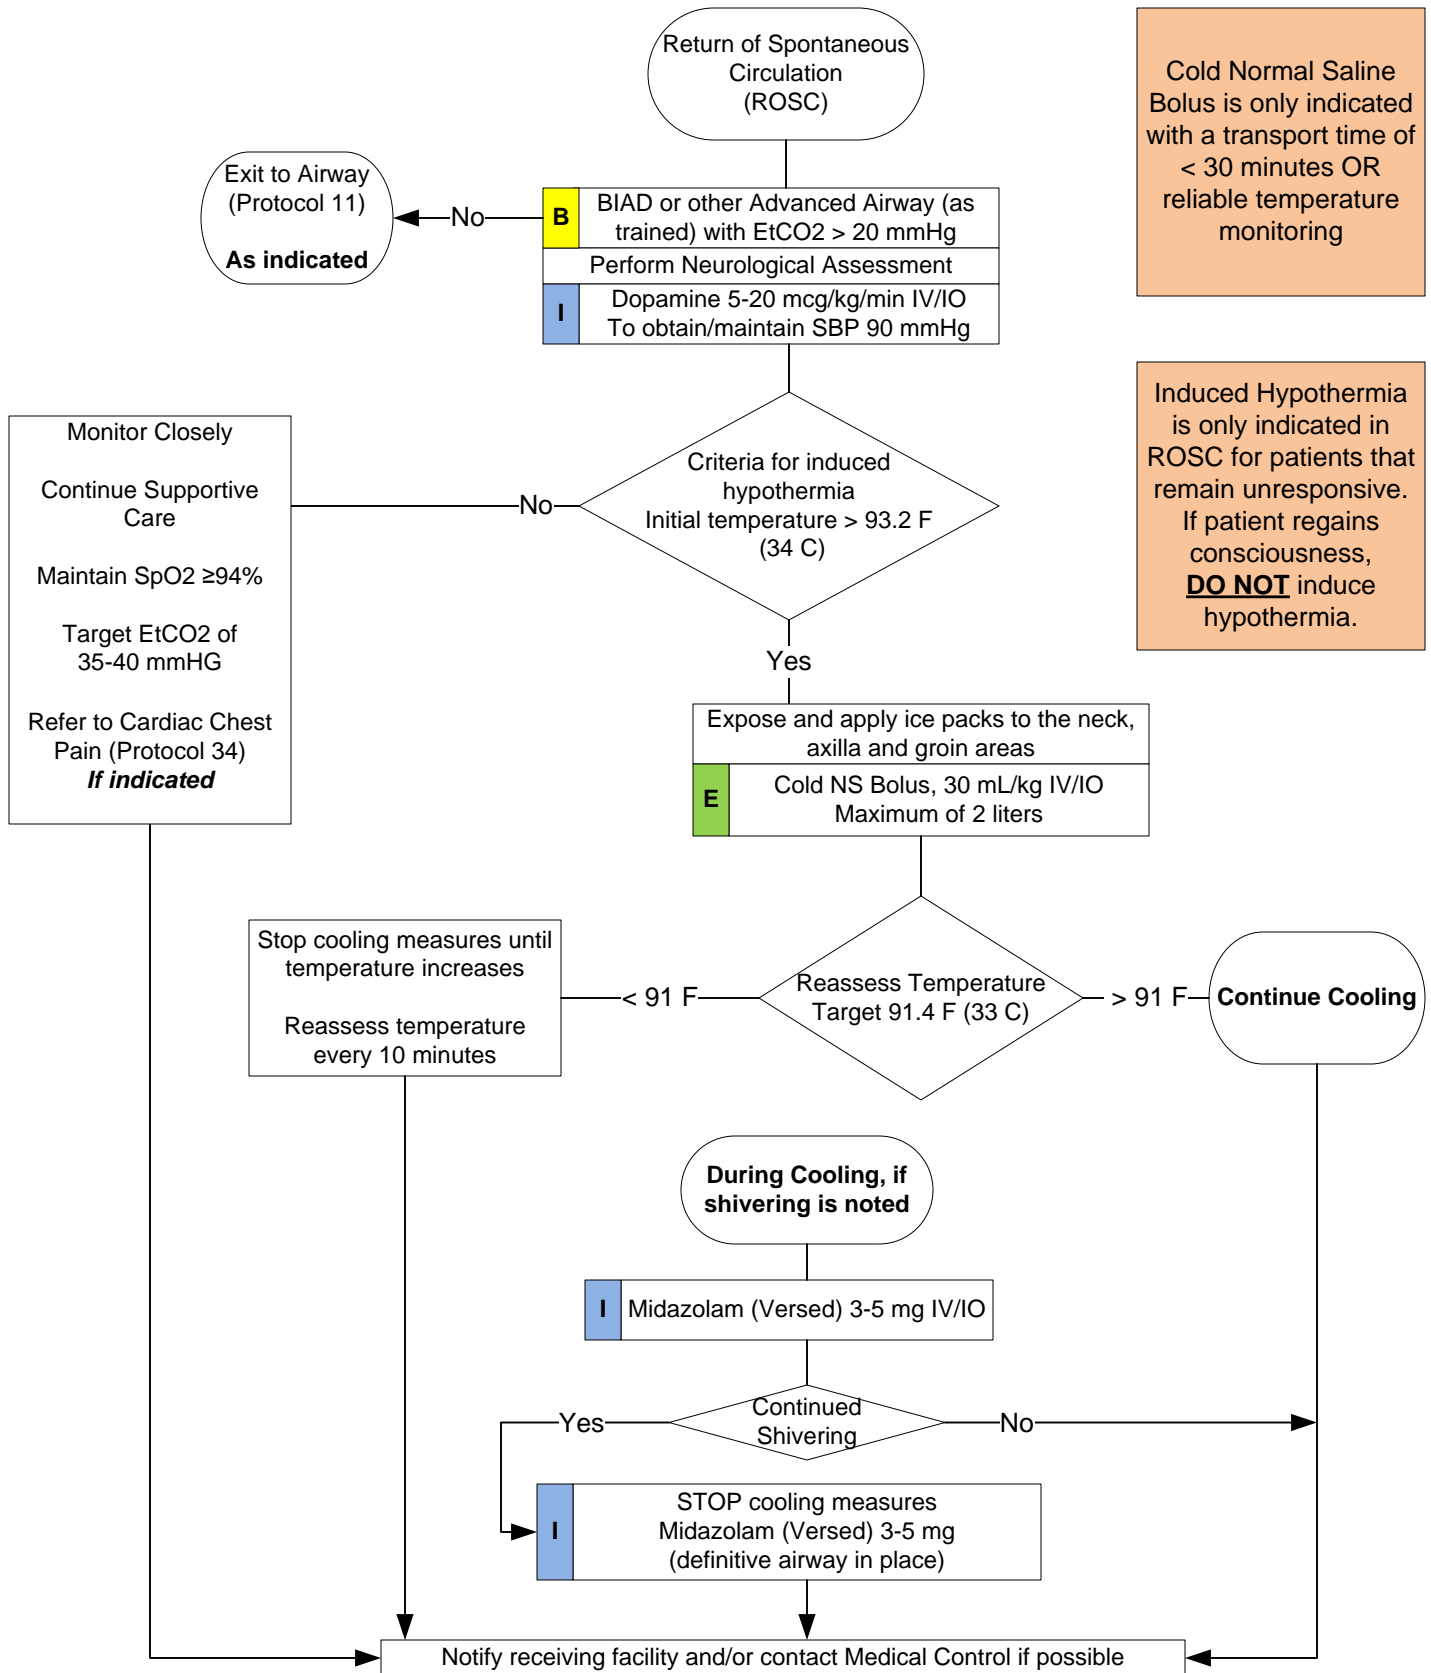 Return of Spontaneous
Circulation
(ROSC)
Cold Normal Saline
Bolus is only indicated
with a transport time of
< 30 minutes OR
reliable temperature
monitoring
Exit to Airway
(Protocol 11)
As indicated
No
B
BIAD or other Advanced Airway (as
trained) with EtCO2 > 20 mmHg
Perform Neurological Assessment
I
Dopamine 5-20 mcg/kg/min IV/IO
To obtain/maintain SBP 90 mmHg
Induced Hypothermia
is only indicated in
ROSC for patients that
remain unresponsive.
If patient regains
consciousness,
DO NOT induce
hypothermia.
Monitor Closely
Continue Supportive
Care
Maintain SpO2 ≥94%
Target EtCO2 of
35-40 mmHG
Refer to Cardiac Chest
Pain (Protocol 34)
If indicated
No
Criteria for induced
hypothermia
Initial temperature > 93.2 F
(34 C)
Yes
Expose and apply ice packs to the neck,
axilla and groin areas
E
Cold NS Bolus, 30 mL/kg IV/IO
Maximum of 2 liters
Stop cooling measures until
temperature increases
Reassess temperature
every 10 minutes
< 91 F
Reassess Temperature
Target 91.4 F (33 C)
> 91 F
Continue Cooling
During Cooling, if
shivering is noted
I
Midazolam (Versed) 3-5 mg IV/IO
Yes
Continued
Shivering
No
I
STOP cooling measures
Midazolam (Versed) 3-5 mg
(definitive airway in place)
Notify receiving facility and/or contact Medical Control if possible